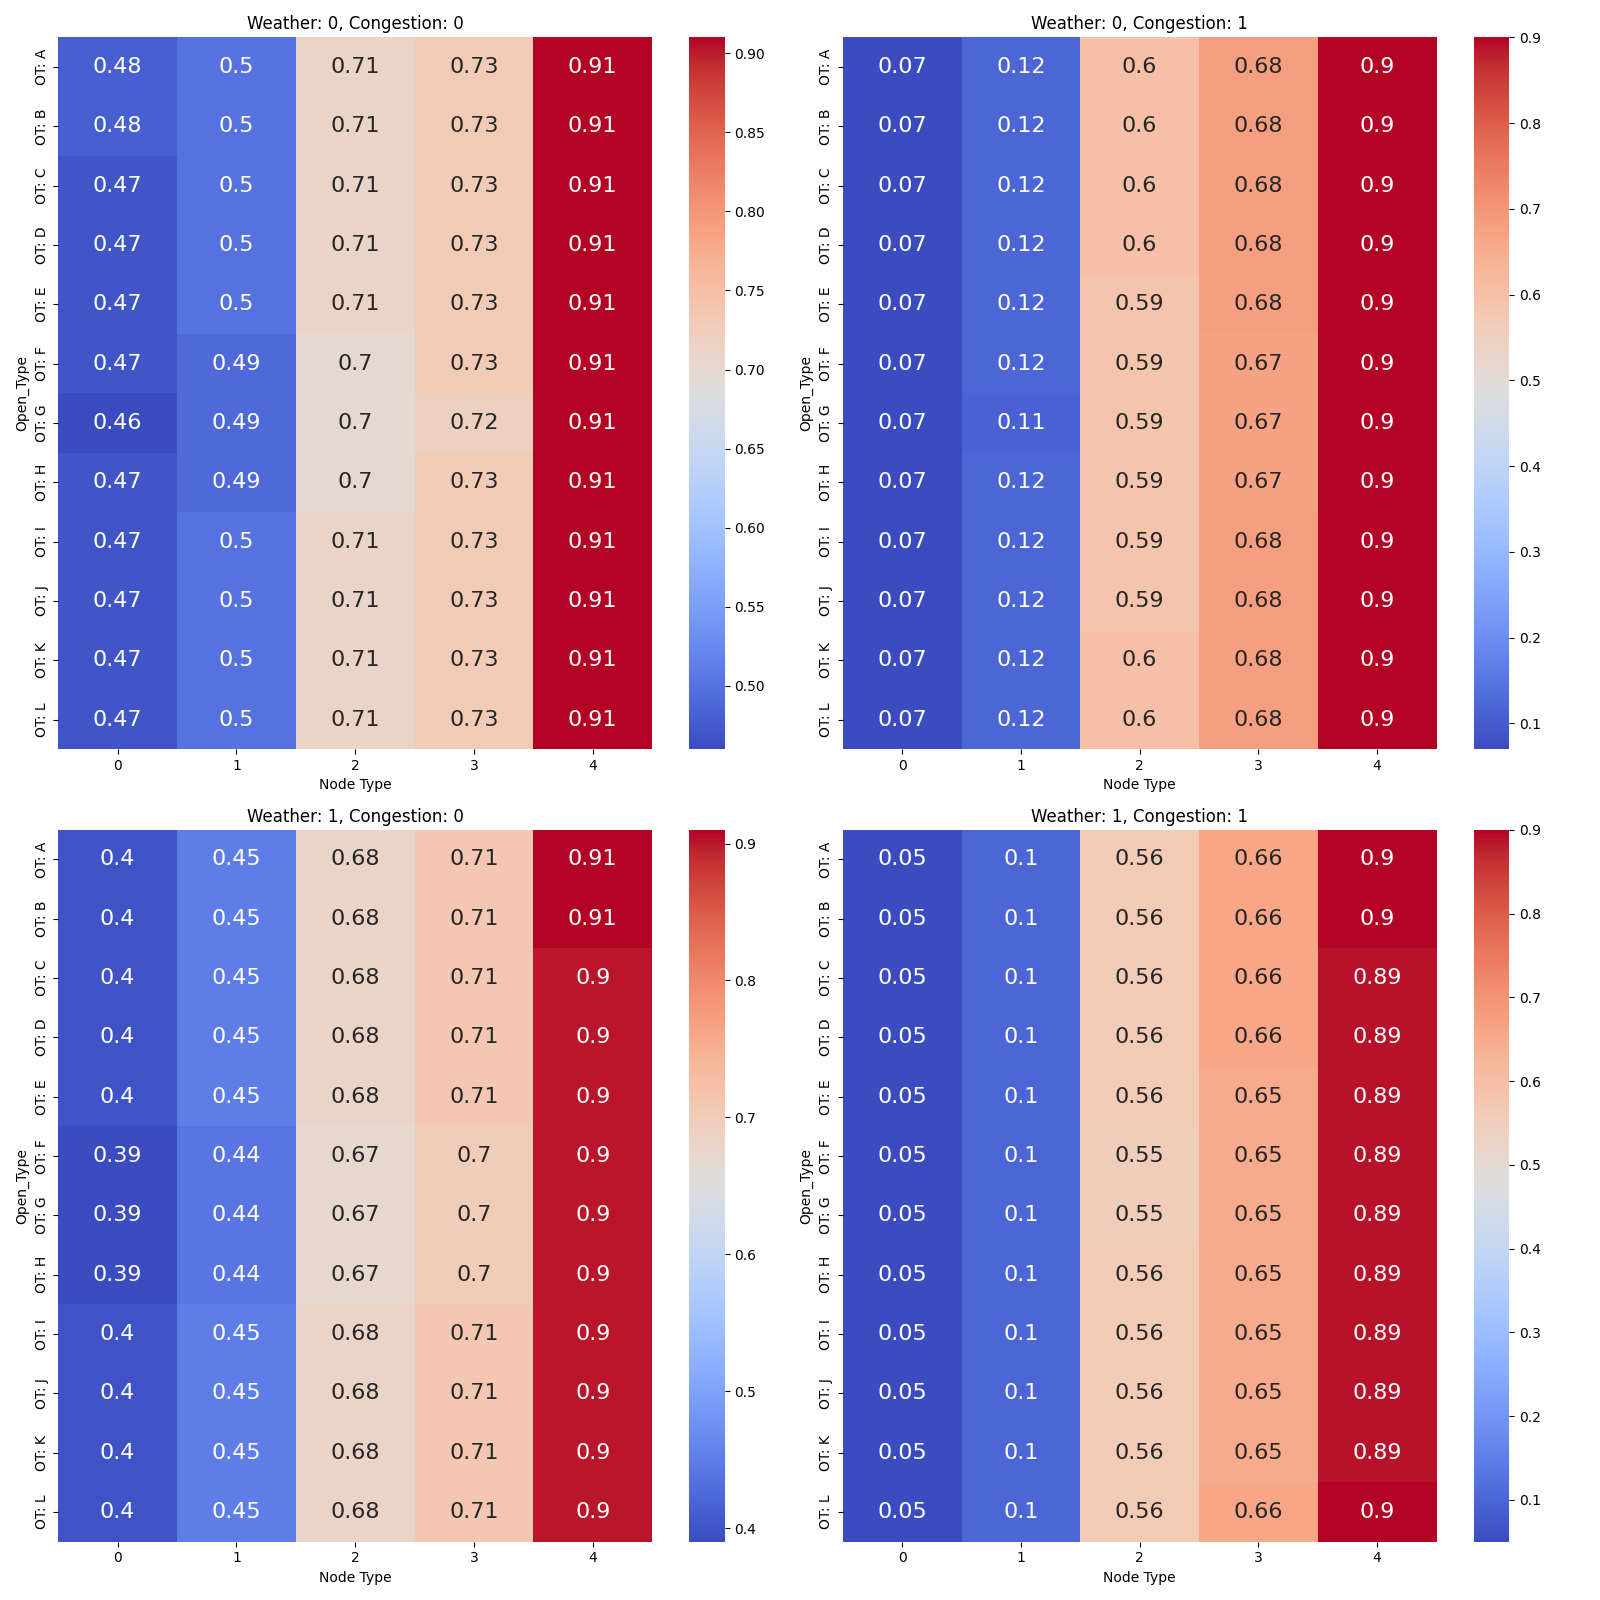 Weather: 0, Congestion: 0
OT: A 0.48 0.5 0.71 0.73 0.91
OT: B 0.48 0.5 0.71 0.73 0.91
OT: C 0.47 0.5 0.71 0.73 0.91
OT: D 0.47 0.5 0.71 0.73 0.91
OT: E 0.47 0.5 0.71 0.73 0.91
OT: F 0.47 0.49 0.7 0.73 0.91
OT: G 0.46 0.49 0.7 0.72 0.91
OT: H 0.47 0.49 0.7 0.73 0.91
OT: I 0.47 0.5 0.71 0.73 0.91
OT: J 0.47 0.5 0.71 0.73 0.91
OT: K 0.47 0.5 0.71 0.73 0.91
OT: L 0.47 0.5 0.71 0.73 0.91
Open_Type
0 1 2 3 4
Node Type
0.90
0.85
0.80
0.75
0.70
0.65
0.60
0.55
0.50
Weather: 0, Congestion: 1
OT: A 0.07 0.12 0.6 0.68 0.9
OT: B 0.07 0.12 0.6 0.68 0.9
OT: C 0.07 0.12 0.6 0.68 0.9
OT: D 0.07 0.12 0.6 0.68 0.9
OT: E 0.07 0.12 0.59 0.68 0.9
OT: F 0.07 0.12 0.59 0.67 0.9
OT: G 0.07 0.11 0.59 0.67 0.9
OT: H 0.07 0.12 0.59 0.67 0.9
OT: I 0.07 0.12 0.59 0.68 0.9
OT: J 0.07 0.12 0.59 0.68 0.9
OT: K 0.07 0.12 0.6 0.68 0.9
OT: L 0.07 0.12 0.6 0.68 0.9
Open_Type
0 1 2 3 4
Node Type
0.9
0.8
0.7
0.6
0.5
0.4
0.3
0.2
0.1
Weather: 1, Congestion: 0
OT: A 0.4 0.45 0.68 0.71 0.91
OT: B 0.4 0.45 0.68 0.71 0.91
OT: C 0.4 0.45 0.68 0.71 0.9
OT: D 0.4 0.45 0.68 0.71 0.9
OT: E 0.4 0.45 0.68 0.71 0.9
OT: F 0.39 0.44 0.67 0.7 0.9
OT: G 0.39 0.44 0.67 0.7 0.9
OT: H 0.39 0.44 0.67 0.7 0.9
OT: I 0.4 0.45 0.68 0.71 0.9
OT: J 0.4 0.45 0.68 0.71 0.9
OT: K 0.4 0.45 0.68 0.71 0.9
OT: L 0.4 0.45 0.68 0.71 0.9
Open_Type
0 1 2 3 4
Node Type
0.9
0.8
0.7
0.6
0.5
0.4
Weather: 1, Congestion: 1
OT: A 0.05 0.1 0.56 0.66 0.9
OT: B 0.05 0.1 0.56 0.66 0.9
OT: C 0.05 0.1 0.56 0.66 0.89
OT: D 0.05 0.1 0.56 0.66 0.89
OT: E 0.05 0.1 0.56 0.65 0.89
OT: F 0.05 0.1 0.55 0.65 0.89
OT: G 0.05 0.1 0.55 0.65 0.89
OT: H 0.05 0.1 0.56 0.65 0.89
OT: I 0.05 0.1 0.56 0.65 0.89
OT: J 0.05 0.1 0.56 0.65 0.89
OT: K 0.05 0.1 0.56 0.65 0.89
OT: L 0.05 0.1 0.56 0.66 0.9
Open_Type
0 1 2 3 4
Node Type
0.9
0.8
0.7
0.6
0.5
0.4
0.3
0.2
0.1